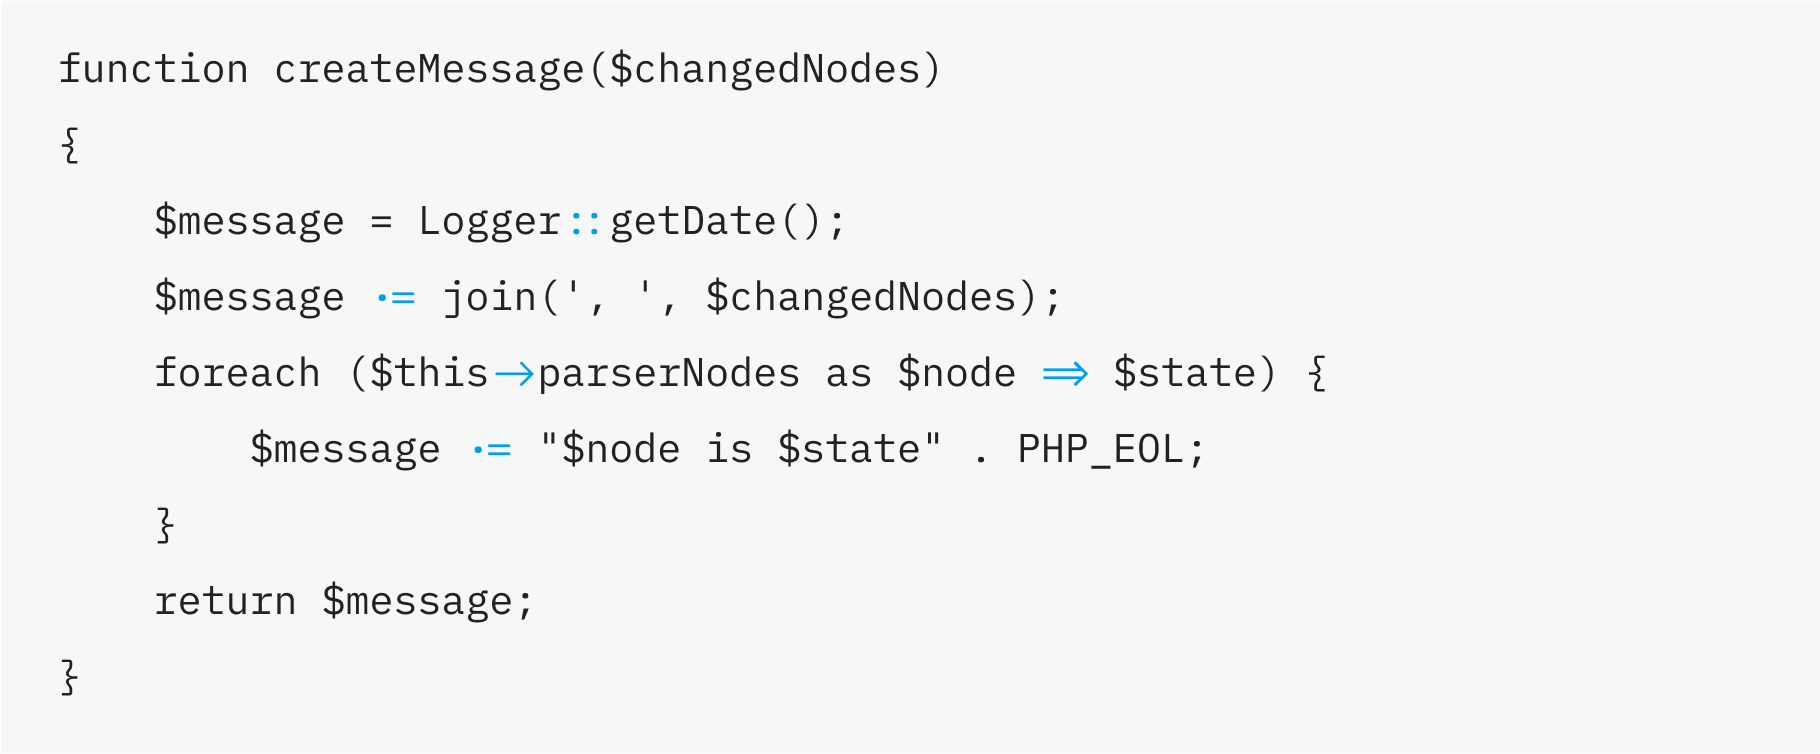 function createMessage($changedNodes)
{
    $message = Logger::getDate();
    $message .= join(', ', $changedNodes);
    foreach ($this->parserNodes as $node => $state) {
        $message .= "$node is $state" . PHP_EOL;
    }
    return $message;
}